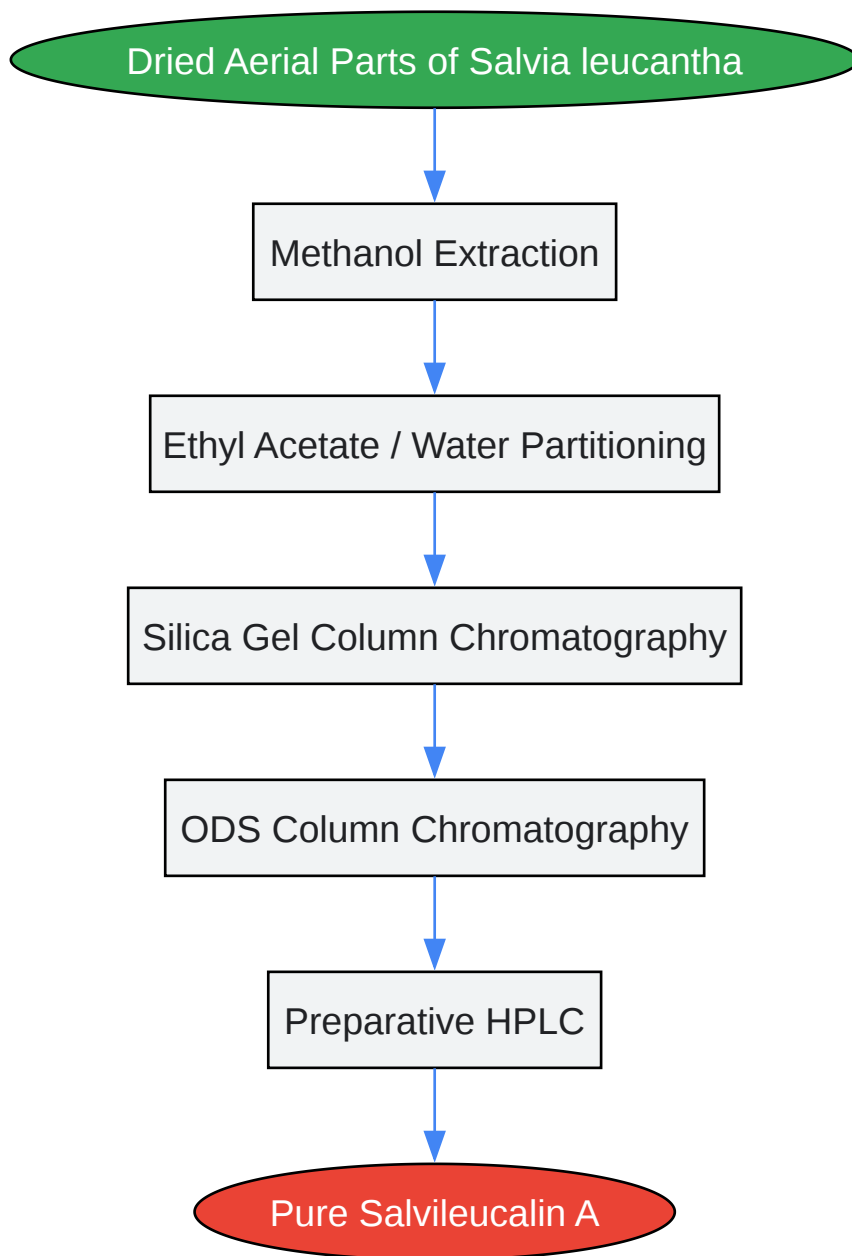 Dried Aerial Parts of Salvia leucantha
Methanol Extraction
Ethyl Acetate / Water Partitioning
Silica Gel Column Chromatography
ODS Column Chromatography
Preparative HPLC
Pure Salvileucalin A